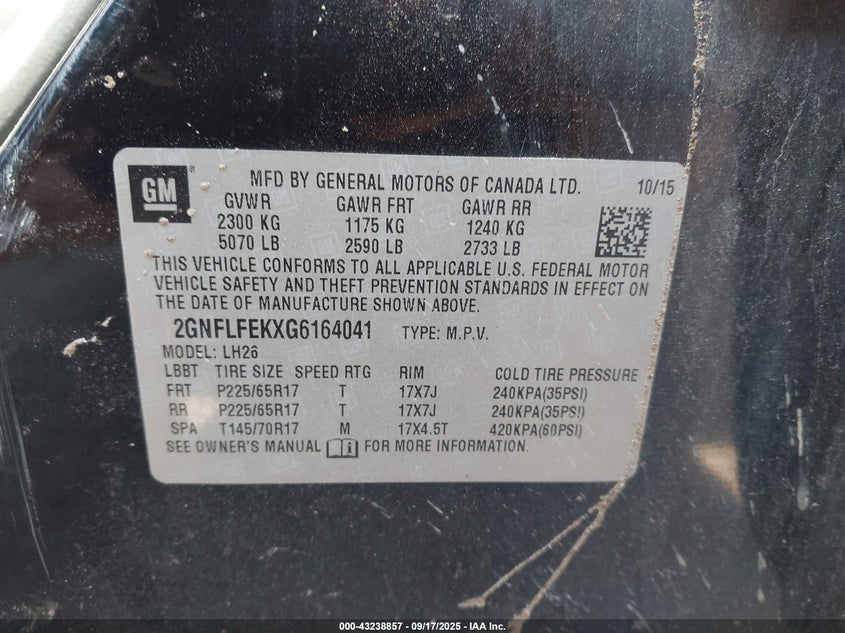 GM
MFD BY GENERAL MOTORS OF CANADA LTD. 10/15
GVWR GAWR FRT GAWR RR
2300 KG 1175 KG 1240 KG
5070 LB 2590 LB 2733 LB
THIS VEHICLE CONFORMS TO ALL APPLICABLE U.S. FEDERAL MOTOR
VEHICLE SAFETY AND THEFT PREVENTION STANDARDS IN EFFECT ON
THE DATE OF MANUFACTURE SHOWN ABOVE.
2GNFLFEKXG6164041 TYPE: M.P.V.
MODEL: LH26
LBBT TIRE SIZE SPEED RTG RIM COLD TIRE PRESSURE
FRT P225/65R17 T 17X7J 240KPA(35PSI)
RR P225/65R17 T 17X7J 240KPA(35PSI)
SPA T145/70R17 M 17X4.5T 420KPA(60PSI)
SEE OWNER'S MANUAL FOR MORE INFORMATION.
000-43238857 - 09/17/2025 - IAA Inc.